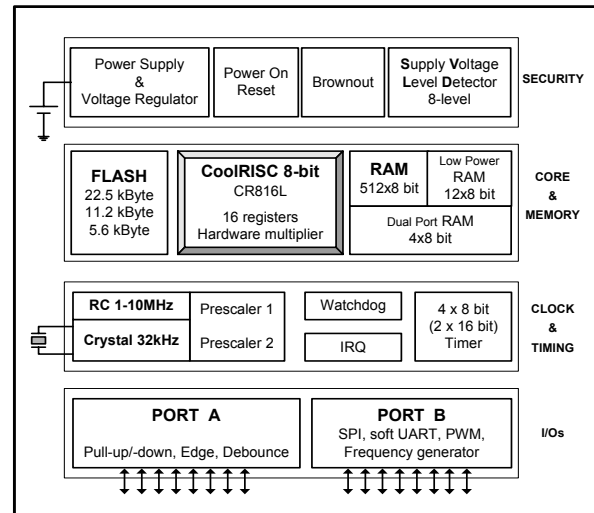 Power Supply
&
Voltage Regulator
Power On
Reset
Brownout
Supply Voltage
Level Detector
8-level
SECURITY
FLASH
22.5 kByte
11.2 kByte
5.6 kByte
CoolRISC 8-bit
CR816L
16 registers
Hardware multiplier
RAM
512x8 bit
Low Power
RAM
12x8 bit
Dual Port RAM
4x8 bit
CORE
&
MEMORY
RC 1-10MHz
Crystal 32kHz
Prescaler 1
Prescaler 2
Watchdog
IRQ
4 x 8 bit
(2 x 16 bit)
Timer
CLOCK
&
TIMING
PORT A
Pull-up/-down, Edge, Debounce
PORT B
SPI, soft UART, PWM,
Frequency generator
I/Os